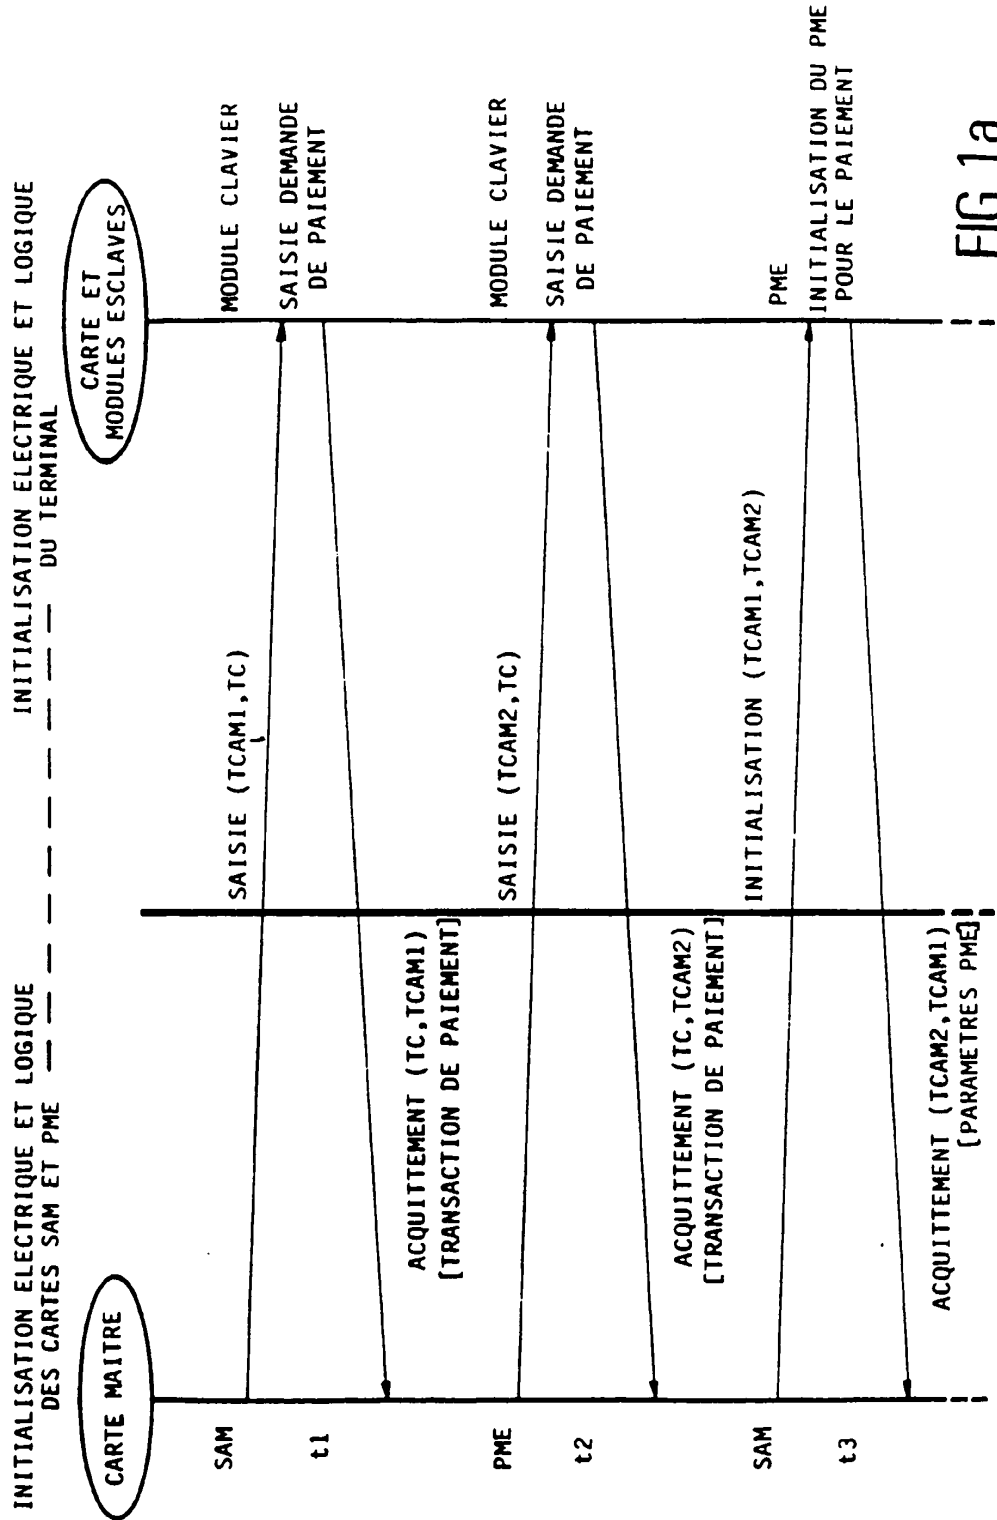 INITIALISATION ELECTRIQUE ET LOGIQUE
DES CARTES SAM ET PME
INITIALISATION ELECTRIQUE ET LOGIQUE
DU TERMINAL
CARTE MAITRE
CARTE ET
MODULES ESCLAVES
SAM
SAISIE (TCAM1,TC)
MODULE CLAVIER
SAISIE DEMANDE
DE PAIEMENT
t1
ACQUITTEMENT (TC,TCAM1)
[TRANSACTION DE PAIEMENT]
PME
SAISIE (TCAM2,TC)
MODULE CLAVIER
SAISIE DEMANDE
DE PAIEMENT
t2
ACQUITTEMENT (TC,TCAM2)
[TRANSACTION DE PAIEMENT]
SAM
INITIALISATION (TCAM1,TCAM2)
PME
INITIALISATION DU PME
POUR LE PAIEMENT
t3
ACQUITTEMENT (TCAM2,TCAM1)
[PARAMETRES PME]
FIG.1a